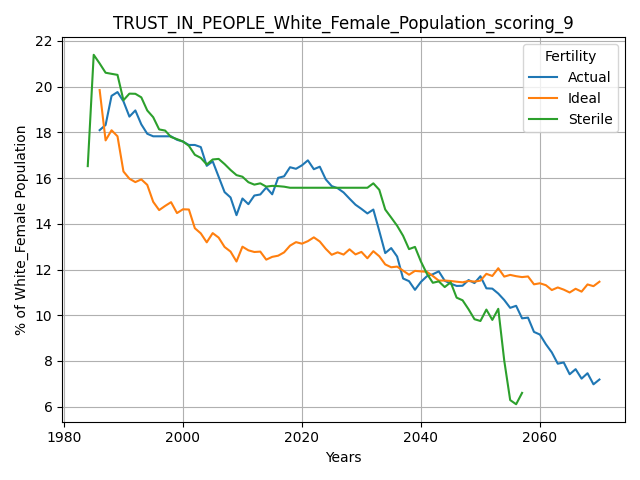 TRUST_IN_PEOPLE_White_Female_Population_scoring_9
% of White_Female Population
22
20
18
16
14
12
10
8
6
Fertility
Actual
Ideal
Sterile
1980
2000
2020
2040
2060
Years